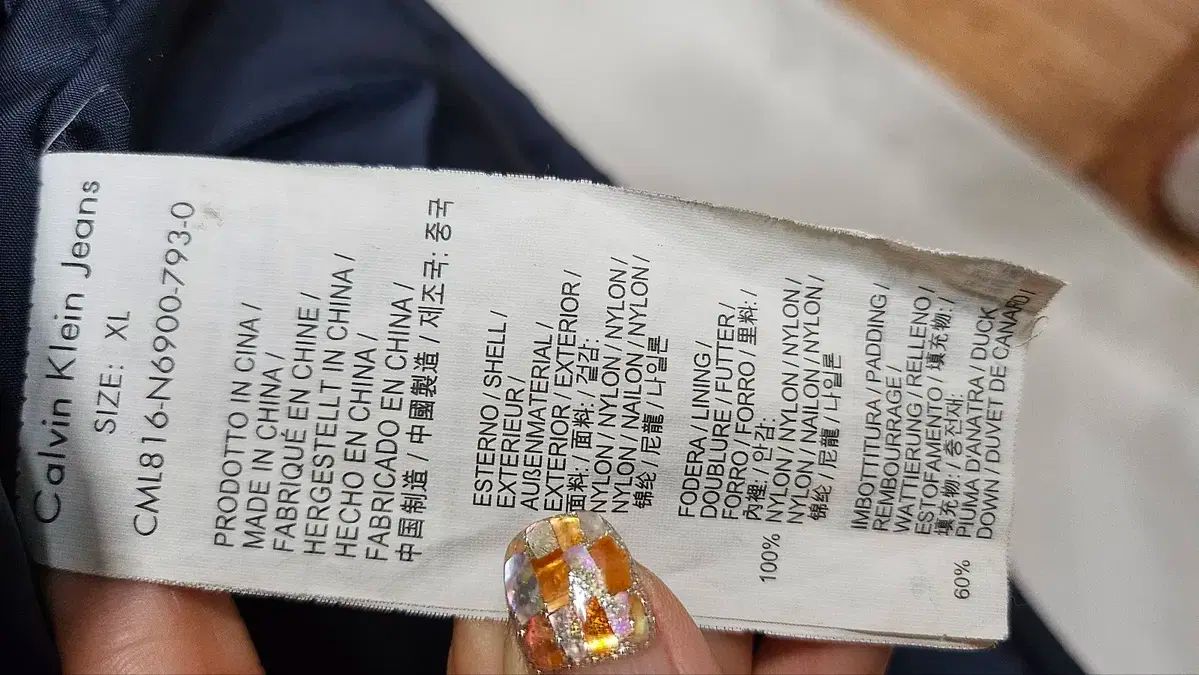 Calvin Klein Jeans
SIZE: XL
CML816-N6900-793-0
PRODOTTO IN CINA /
MADE IN CHINA /
FABRIQUÉ EN CHINE /
HERGESTELLT IN CHINA /
HECHO EN CHINA /
FABRICADO EN CHINA /
中国制造 / 中國製造 / 제조국: 중국
ESTERNO / SHELL /
EXTERIEUR /
AUßENMATERIAL /
EXTERIOR / EXTERIOR /
面料: / 面料: / 겉감:
NYLON / NYLON / NYLON /
NYLON / NAILON / NYLON /
锦纶 / 尼龍 / 나일론
FODERA / LINING /
DOUBLURE / FUTTER /
FORRO / FORRO / 里料: /
內裡: / 안감:
100% NYLON / NYLON / NYLON /
NYLON / NAILON / NYLON /
锦纶 / 尼龍 / 나일론
IMBOTTITURA / PADDING /
REMBOURRAGE /
WATTIERUNG / RELLENO /
ESTOFAMENTO / 填充物: /
填充物 / 충전재:
60% PIUMA D'ANATRA / DUCK
DOWN / DUVET DE CANARD /